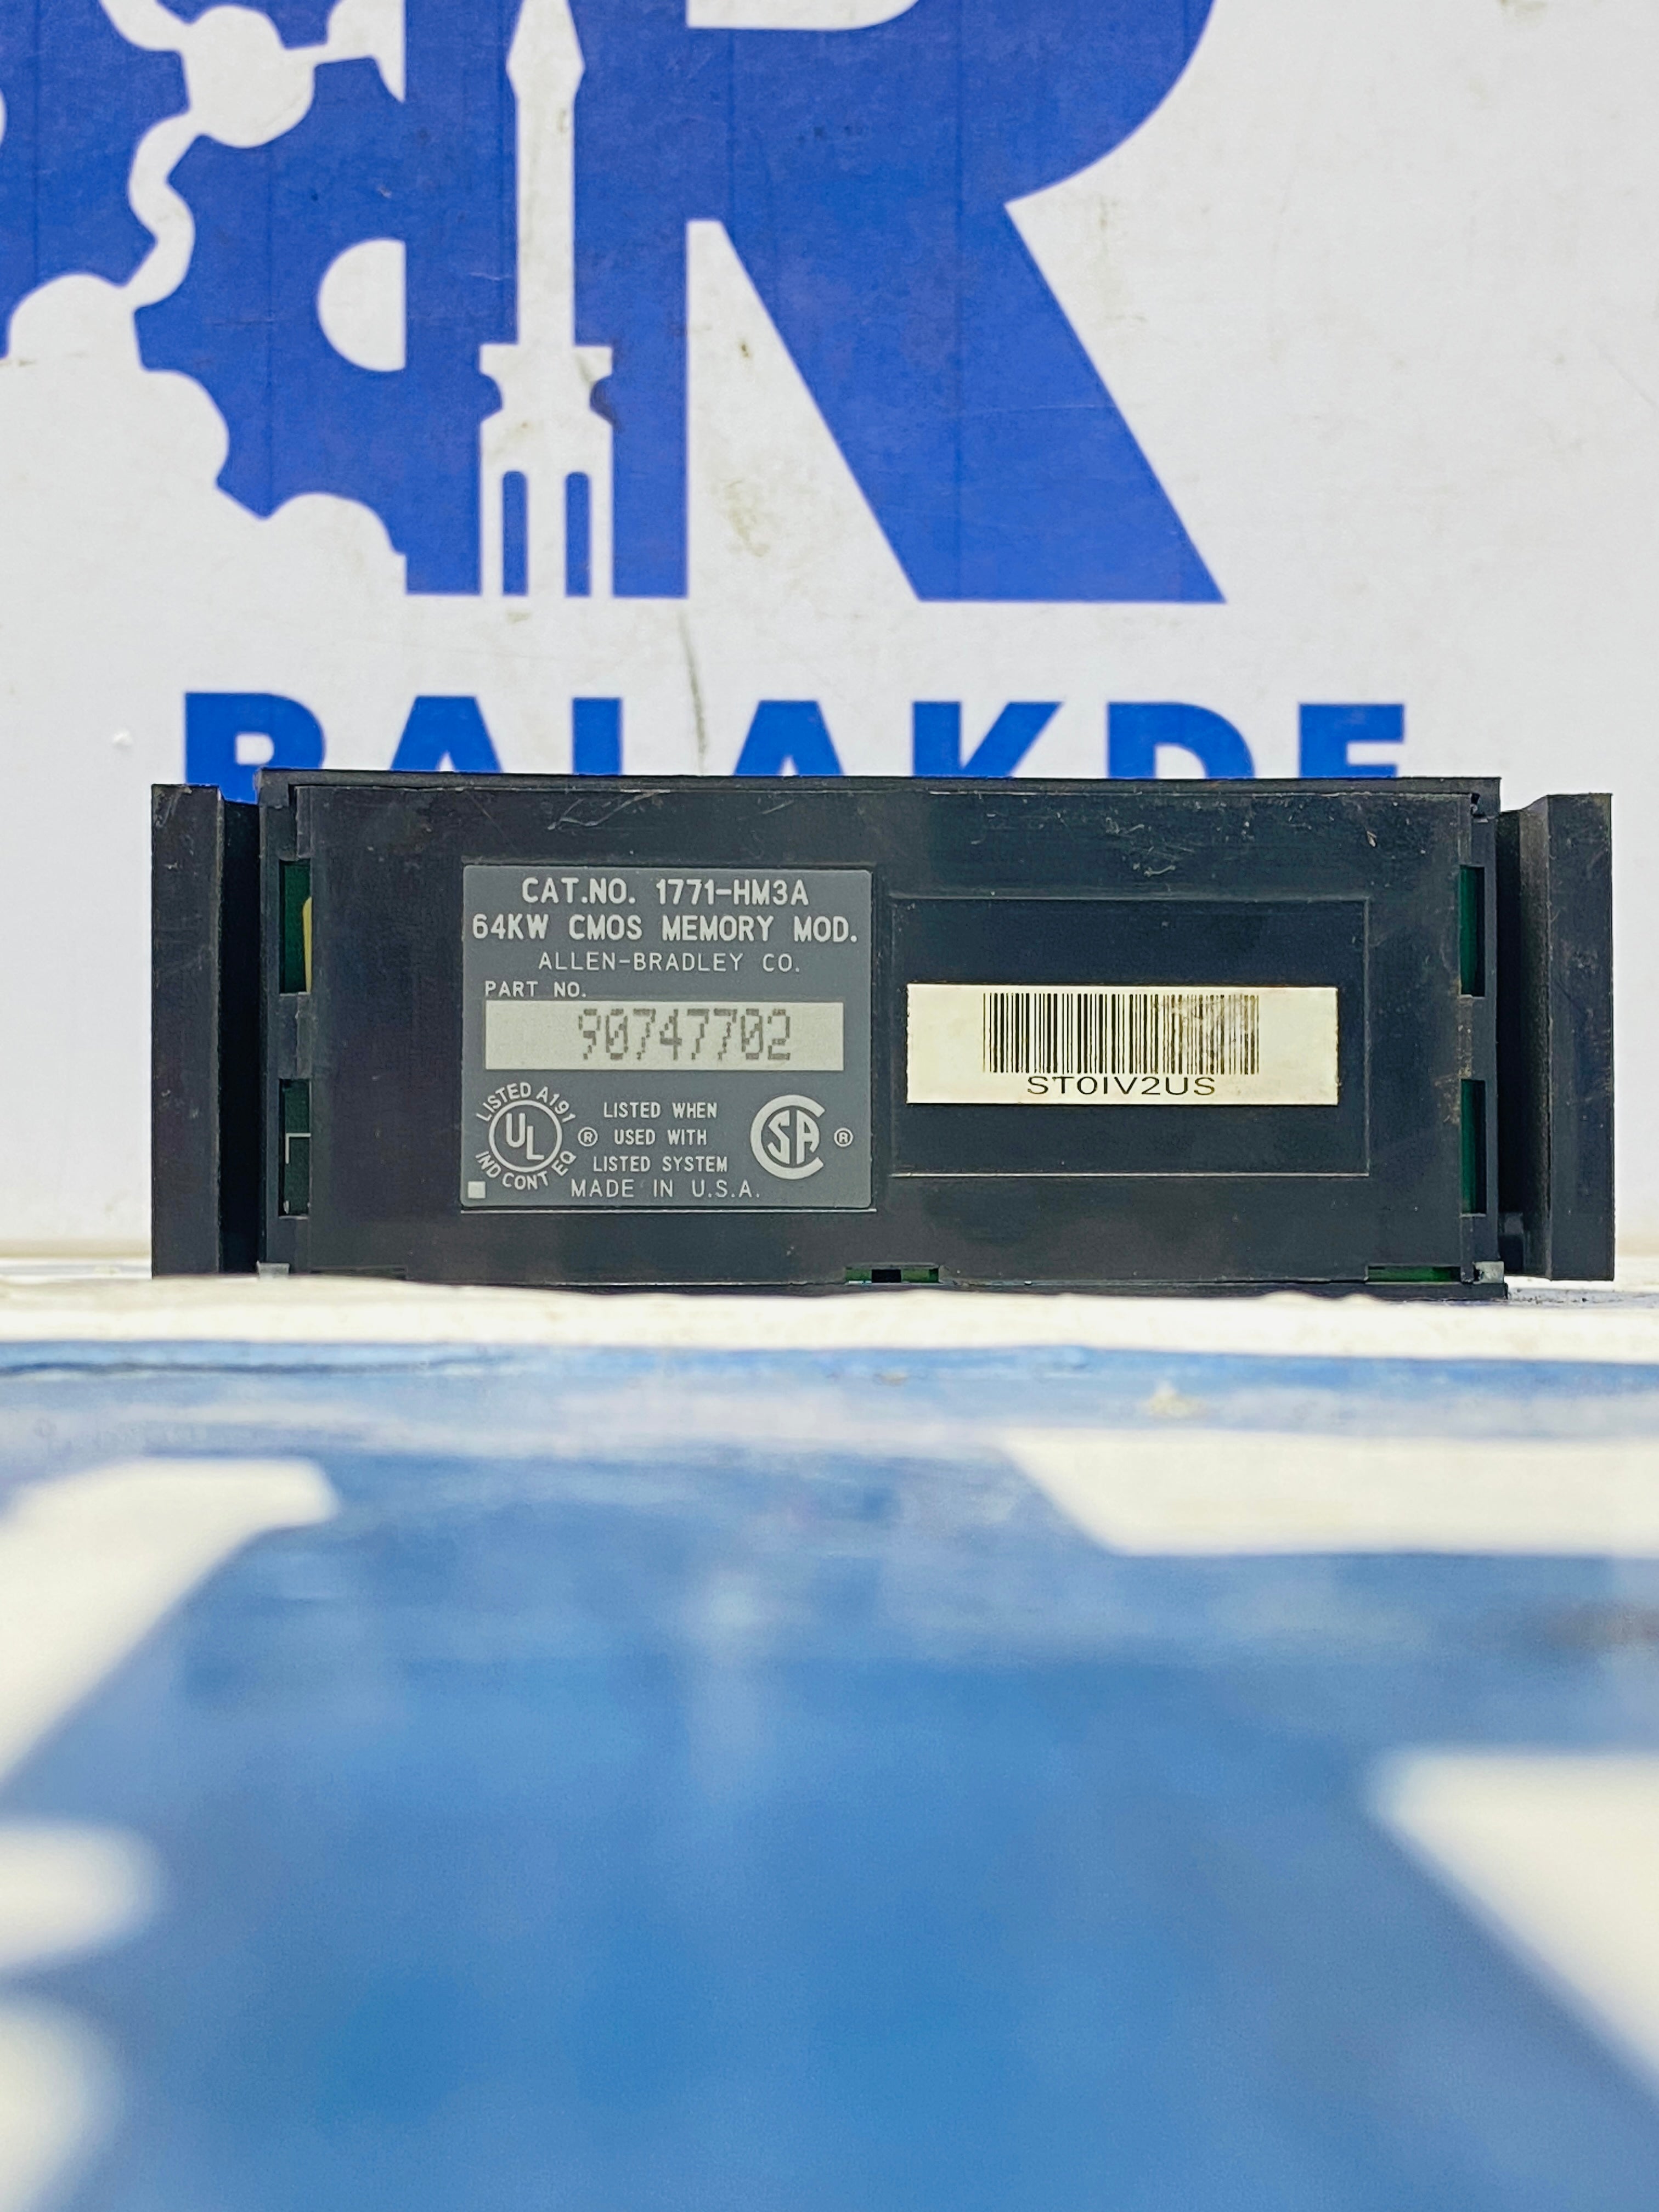 R
BALAKDE
CAT.NO. 1771-HM3A
64KW CMOS MEMORY MOD.
ALLEN-BRADLEY CO.
PART NO.
90747702
LISTED A191
UL ®
IND CONT EQ
LISTED WHEN
USED WITH
LISTED SYSTEM
SA ®
MADE IN U.S.A.
ST0IV2US